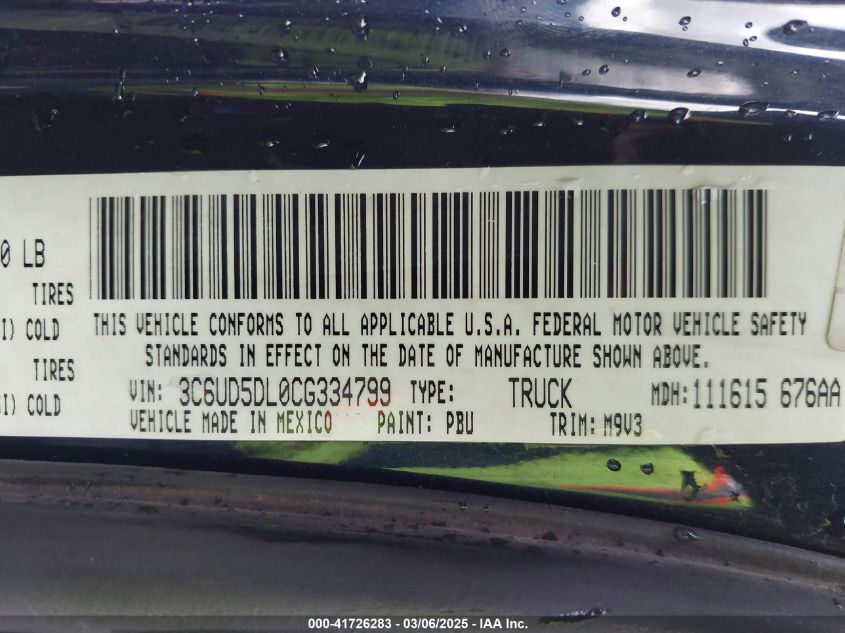 0 LB
TIRES
I) COLD
TIRES
I) COLD
THIS VEHICLE CONFORMS TO ALL APPLICABLE U.S.A. FEDERAL MOTOR VEHICLE SAFETY
STANDARDS IN EFFECT ON THE DATE OF MANUFACTURE SHOWN ABOVE.
VIN: 3C6UD5DL0CG334799 TYPE: TRUCK MDH: 111615 676AA
VEHICLE MADE IN MEXICO PAINT: PBU TRIM: M9V3
000-41726283 - 03/06/2025 - IAA Inc.